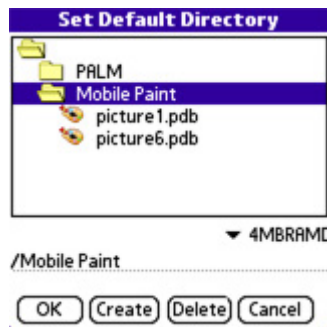 Set Default Directory
PALM
Mobile Paint
picture1.pdb
picture6.pdb
4MBRAMD
/Mobile Paint
OK Create Delete Cancel